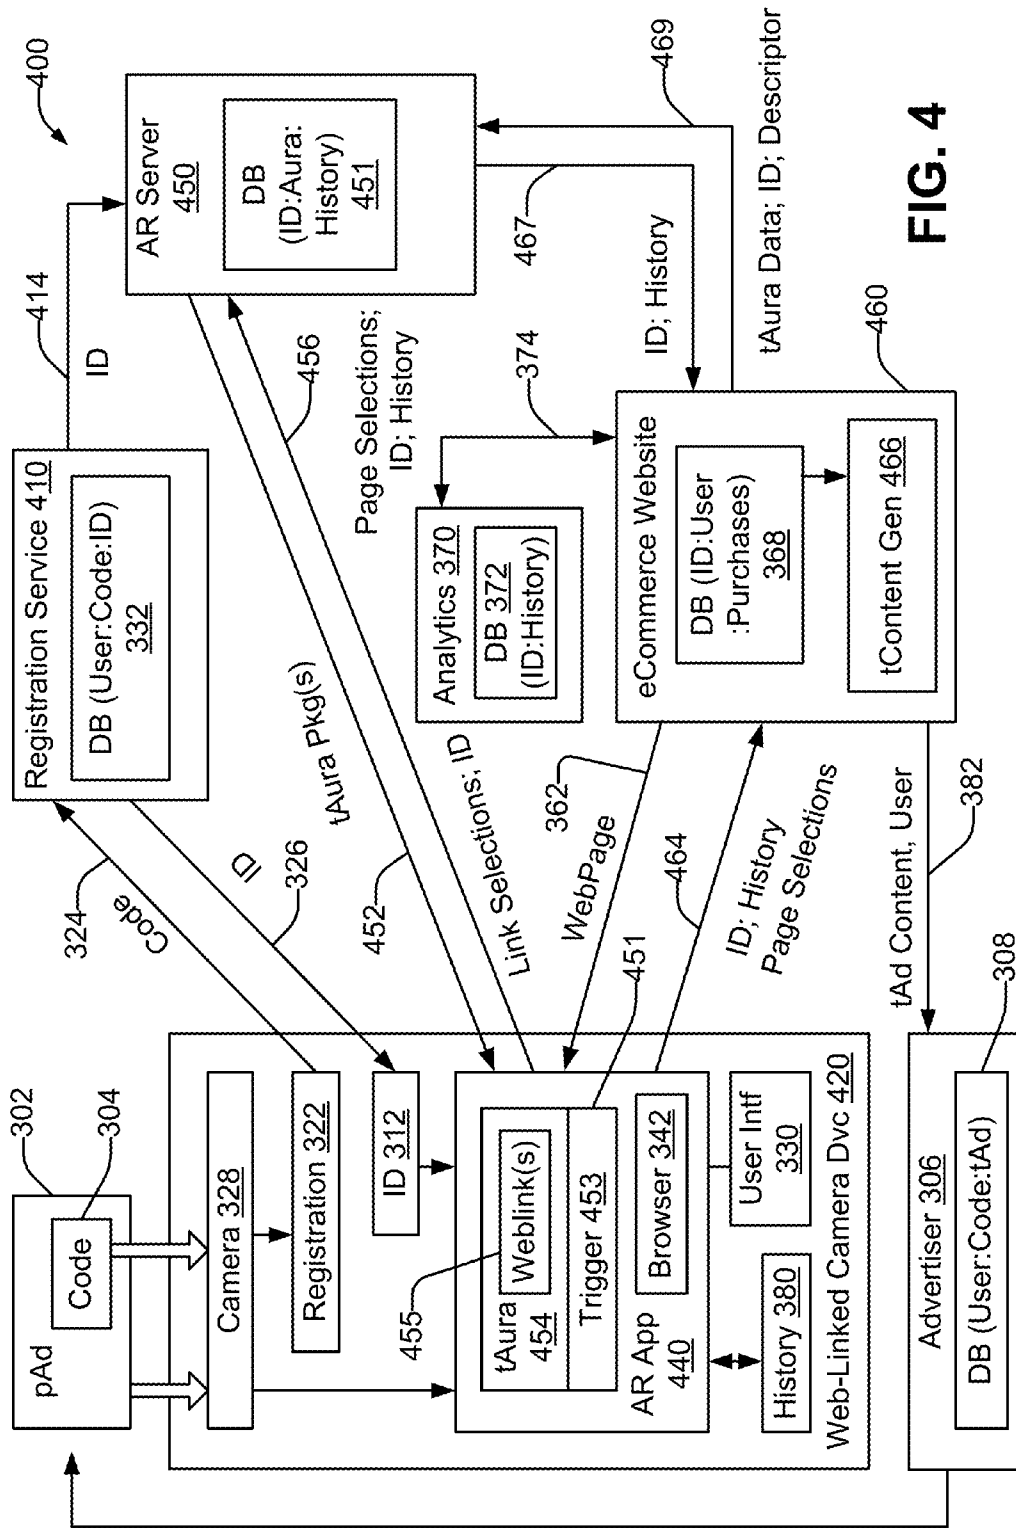 400
302
pAd
304
Code
Camera 328
Registration 322
ID 312
455
tAura
454
Weblink(s)
Trigger 453
451
AR App
440
Browser 342
History 380
User Intf
330
Web-Linked Camera Dvc 420
324
Code
ID
326
Registration Service 410
DB (User:Code:ID)
332
414
ID
AR Server
450
DB
(ID:Aura:
History)
451
452
tAura Pkg(s)
456
Page Selections;
ID; History
Link Selections; ID
Analytics 370
DB 372
(ID:History)
374
467
ID; History
469
tAura Data; ID; Descriptor
362
WebPage
464
ID; History
Page Selections
eCommerce Website
DB (ID:User
:Purchases)
368
tContent Gen 466
460
tAd Content, User
382
Advertiser 306
DB (User:Code:tAd)
308
FIG. 4